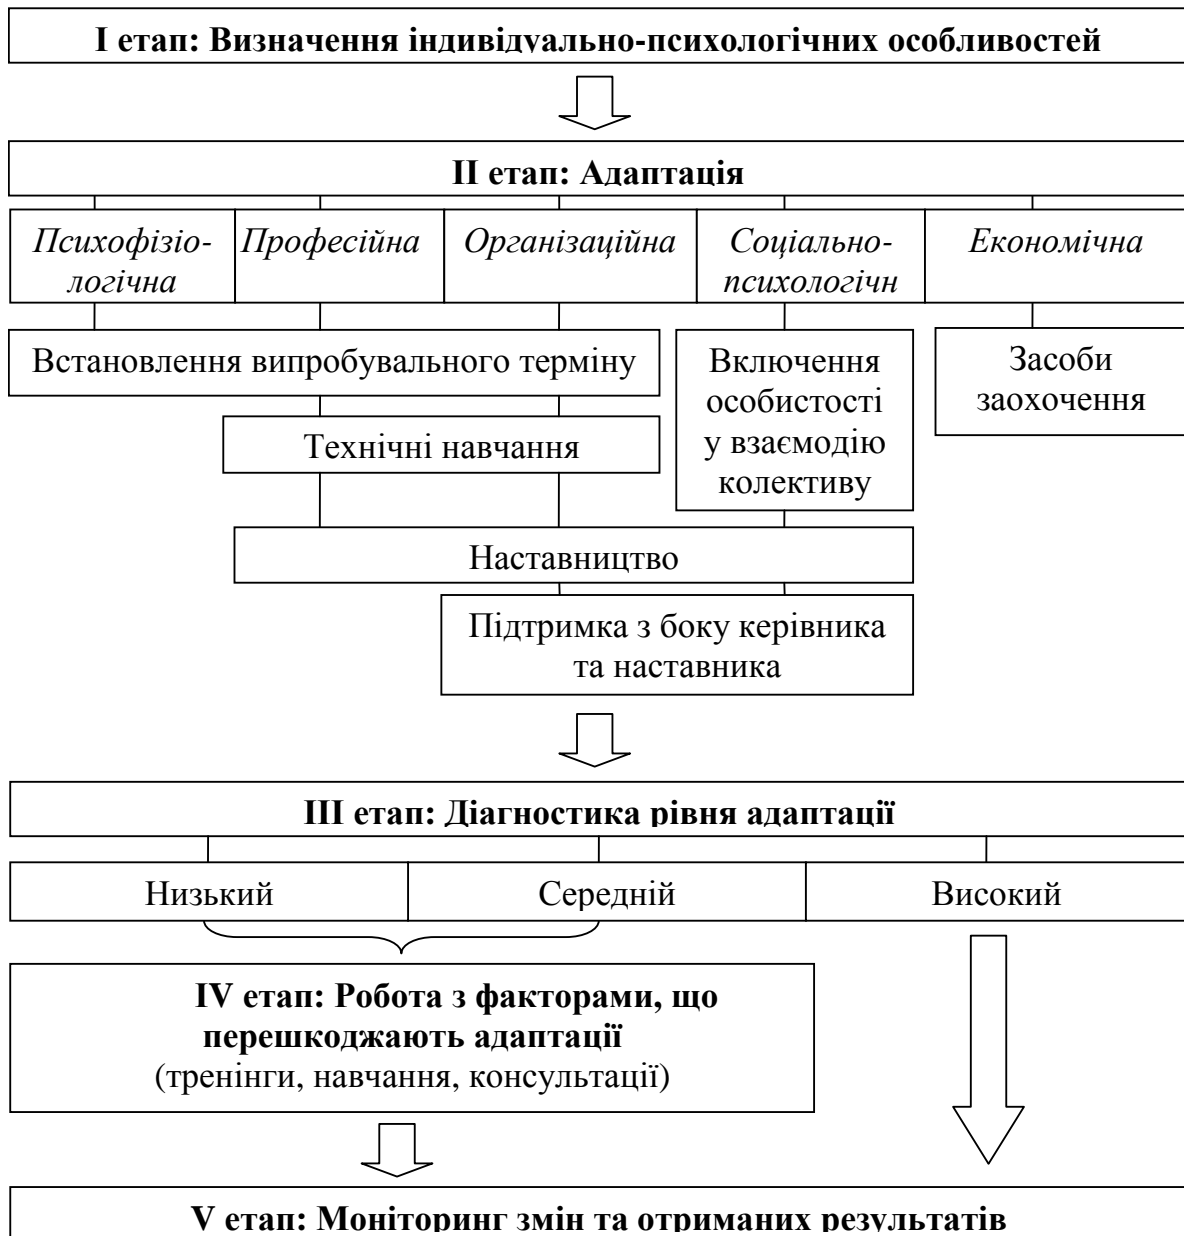 I етап: Визначення індивідуально-психологічних особливостей
II етап: Адаптація
Психофізіо-
логічна
Професійна
Організаційна
Соціально-
психологічн
Економічна
Встановлення випробувального терміну
Включення
особистості
у взаємодію
колективу
Засоби
заохочення
Технічні навчання
Наставництво
Підтримка з боку керівника
та наставника
III етап: Діагностика рівня адаптації
Низький
Середній
Високий
IV етап: Робота з факторами, що
перешкоджають адаптації
(тренінги, навчання, консультації)
V етап: Моніторинг змін та отриманих результатів